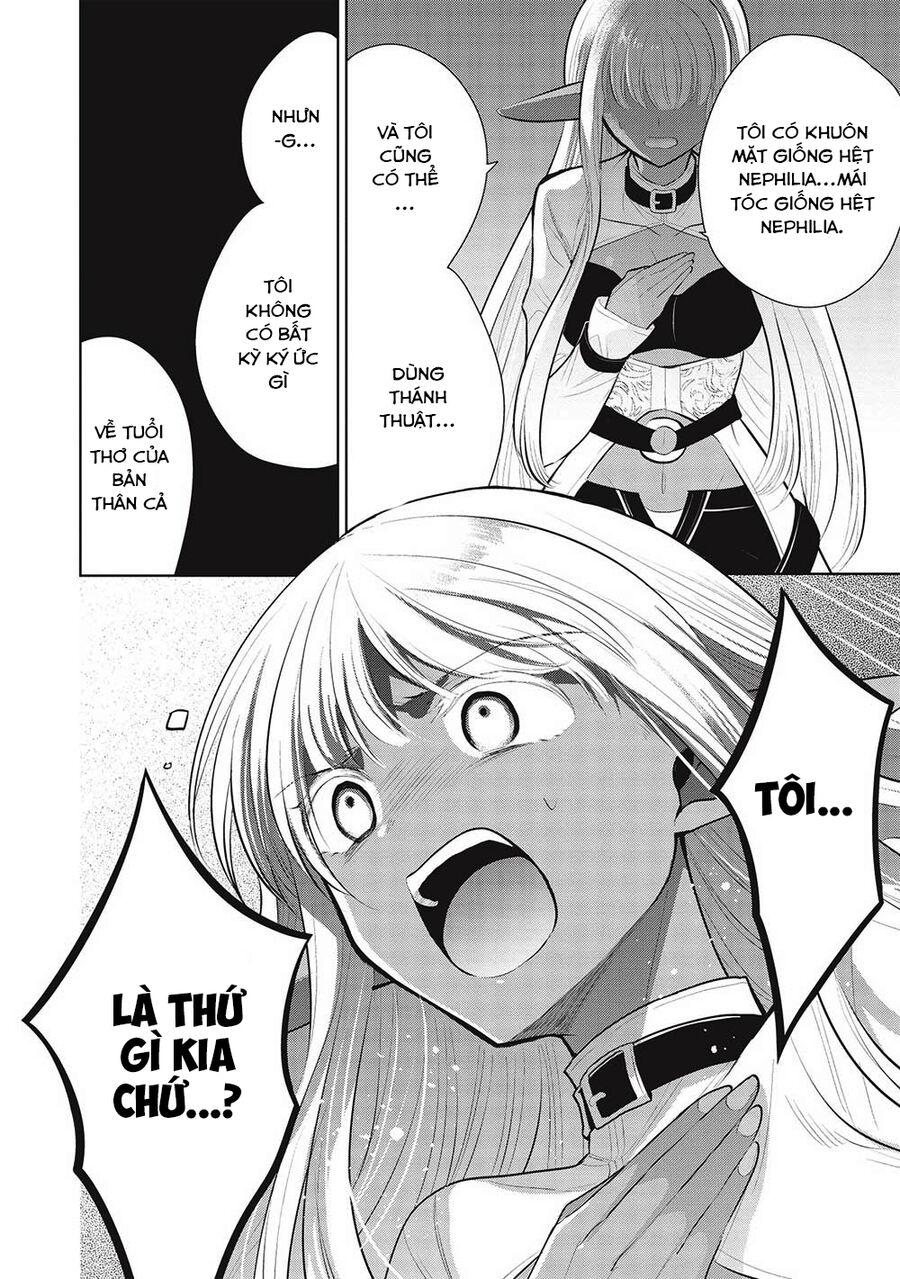 TÔI CÓ KHUÔN
MẶT GIỐNG HỆT
NEPHILIA...MÁI
TÓC GIỐNG HỆT
NEPHILIA.
VÀ TÔI
CŨNG
CÓ THỂ
...
DÙNG
THÁNH
THUẬT...
NHƯN
-G...
TÔI
KHÔNG
CÓ BẤT
KỲ KÝ ỨC
GÌ
VỀ TUỔI
THƠ CỦA
BẢN
THÂN CẢ
TÔI...
LÀ THỨ
GÌ KIA
CHỨ...?